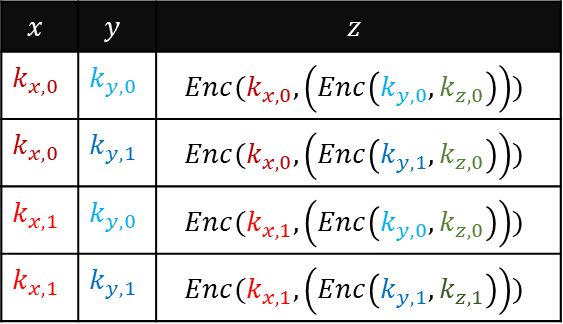 x y z
k_{x,0} k_{y,0} Enc(k_{x,0}, (Enc(k_{y,0}, k_{z,0})))
k_{x,0} k_{y,1} Enc(k_{x,0}, (Enc(k_{y,1}, k_{z,0})))
k_{x,1} k_{y,0} Enc(k_{x,1}, (Enc(k_{y,0}, k_{z,0})))
k_{x,1} k_{y,1} Enc(k_{x,1}, (Enc(k_{y,1}, k_{z,1})))